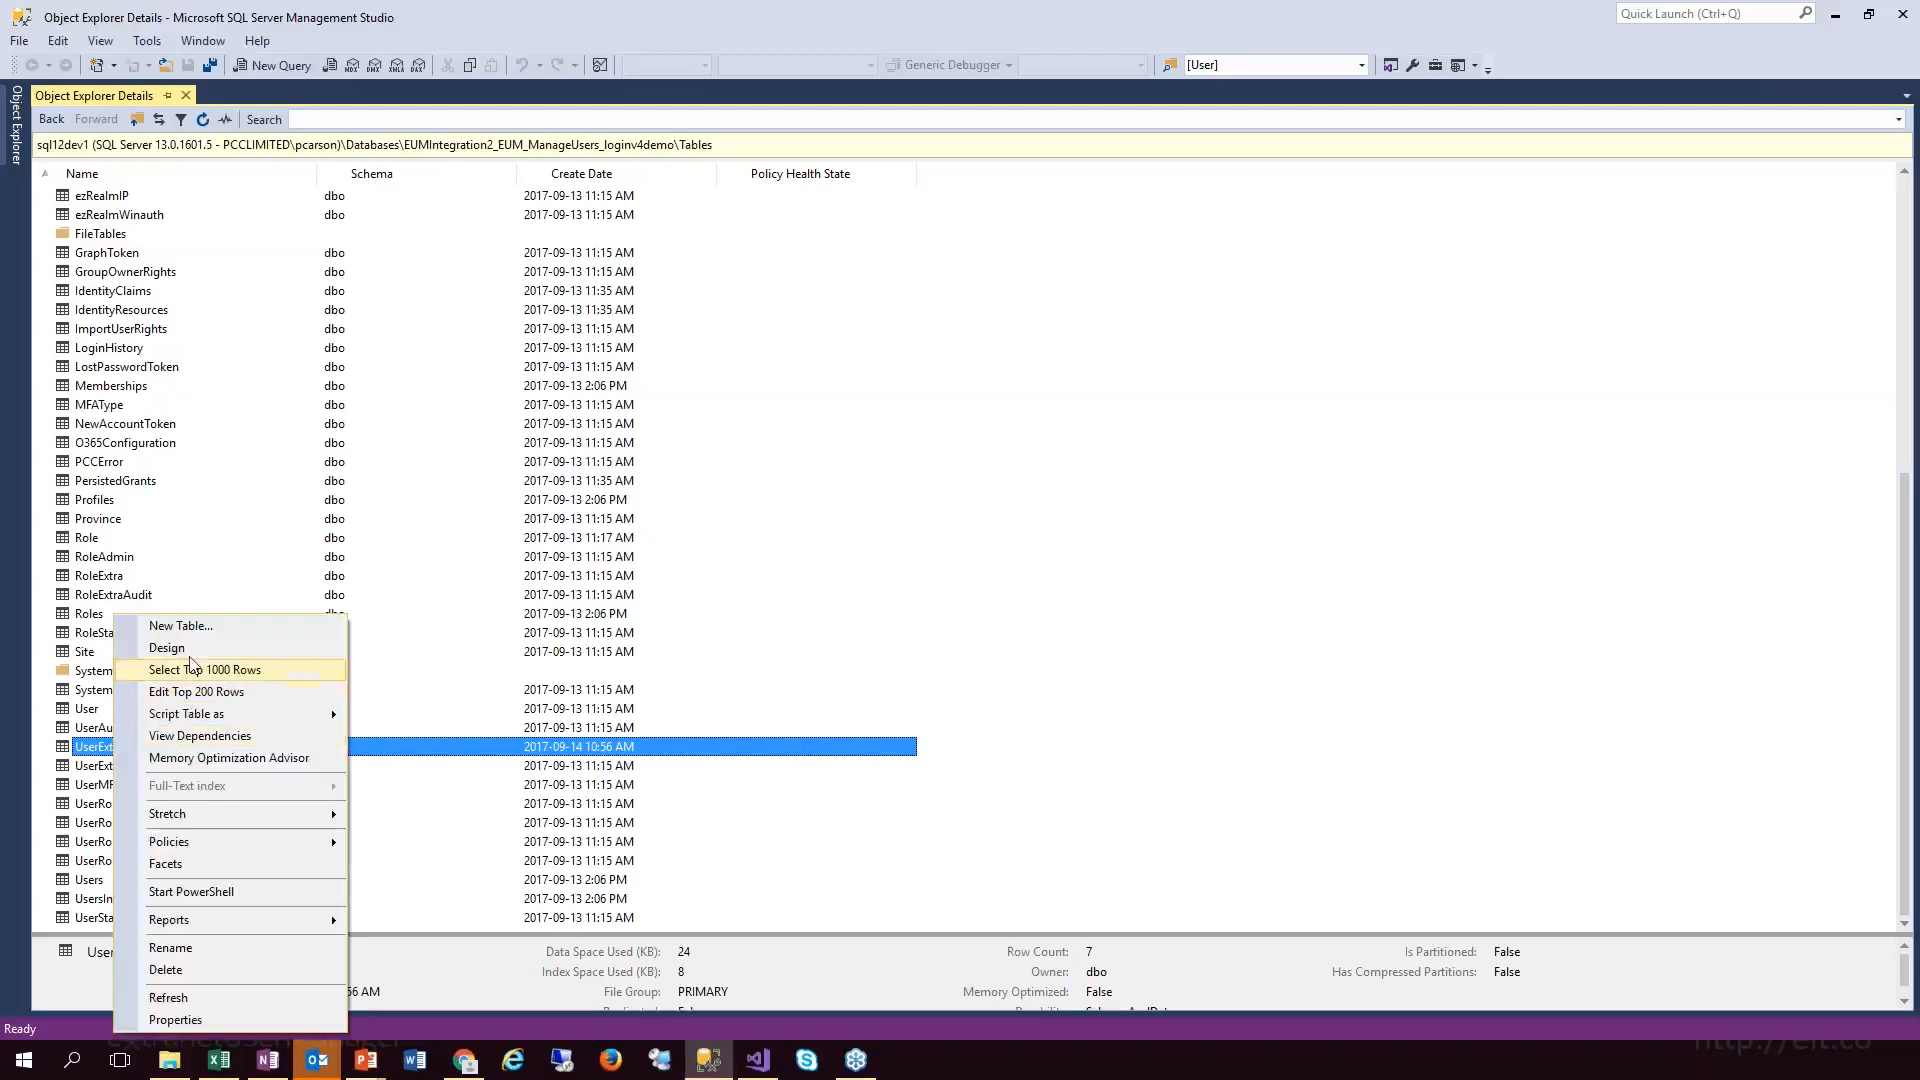 Object Explorer Details - Microsoft SQL Server Management Studio
Quick Launch (Ctrl+Q)
File Edit View Tools Window Help
New Query
Generic Debugger
[User]
Object Explorer
Object Explorer Details
Back Forward Search
sql12dev1 (SQL Server 13.0.1601.5 - PCCLIMITED\pcarson)\Databases\EUMIntegration2_EUM_ManageUsers_loginv4demo\Tables
Name Schema Create Date Policy Health State
ezRealmIP dbo 2017-09-13 11:15 AM
ezRealmWinauth dbo 2017-09-13 11:15 AM
FileTables
GraphToken dbo 2017-09-13 11:15 AM
GroupOwnerRights dbo 2017-09-13 11:15 AM
IdentityClaims dbo 2017-09-13 11:35 AM
IdentityResources dbo 2017-09-13 11:35 AM
ImportUserRights dbo 2017-09-13 11:15 AM
LoginHistory dbo 2017-09-13 11:15 AM
LostPasswordToken dbo 2017-09-13 11:15 AM
Memberships dbo 2017-09-13 2:06 PM
MFAType dbo 2017-09-13 11:15 AM
NewAccountToken dbo 2017-09-13 11:15 AM
O365Configuration dbo 2017-09-13 11:15 AM
PCCError dbo 2017-09-13 11:15 AM
PersistedGrants dbo 2017-09-13 11:35 AM
Profiles dbo 2017-09-13 2:06 PM
Province dbo 2017-09-13 11:15 AM
Role dbo 2017-09-13 11:17 AM
RoleAdmin dbo 2017-09-13 11:15 AM
RoleExtra dbo 2017-09-13 11:15 AM
RoleExtraAudit dbo 2017-09-13 11:15 AM
Roles 2017-09-13 2:06 PM
RoleSta 2017-09-13 11:15 AM
Site 2017-09-13 11:15 AM
System
System 2017-09-13 11:15 AM
User 2017-09-13 11:15 AM
UserAu 2017-09-13 11:15 AM
UserExt 2017-09-14 10:56 AM
UserExt 2017-09-13 11:15 AM
UserMF 2017-09-13 11:15 AM
UserRo 2017-09-13 11:15 AM
UserRo 2017-09-13 11:15 AM
UserRo 2017-09-13 11:15 AM
UserRo 2017-09-13 11:15 AM
Users 2017-09-13 2:06 PM
UsersIn 2017-09-13 2:06 PM
UserSta 2017-09-13 11:15 AM
New Table...
Design
Select Top 1000 Rows
Edit Top 200 Rows
Script Table as
View Dependencies
Memory Optimization Advisor
Full-Text index
Stretch
Policies
Facets
Start PowerShell
Reports
Rename
Delete
Refresh
Properties
User Data Space Used (KB): 24 Row Count: 7 Is Partitioned: False
Index Space Used (KB): 8 Owner: dbo Has Compressed Partitions: False
56 AM File Group: PRIMARY Memory Optimized: False
Ready